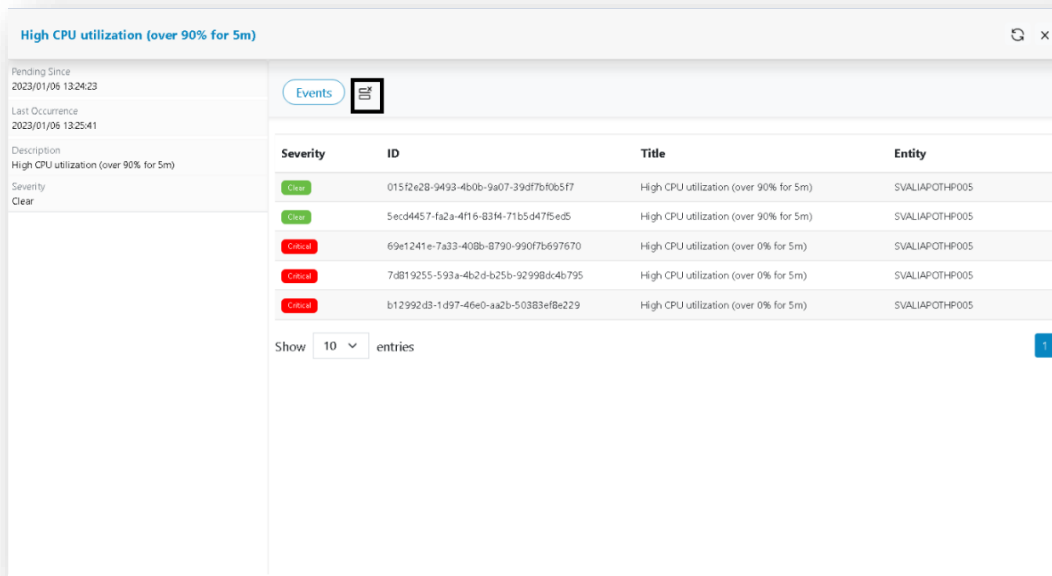 High CPU utilization (over 90% for 5m)
Pending Since
2023/01/06 13:24:23
Last Occurrence
2023/01/06 13:25:41
Description
High CPU utilization (over 90% for 5m)
Severity
Clear
Events
Severity ID Title Entity
Clear 015f2e28-9493-4b0b-9a07-39df7bf0b5f7 High CPU utilization (over 90% for 5m) SVALIAPOTHP005
Clear 5ecd4457-fa2a-4f16-83f4-71b5d47f5ed5 High CPU utilization (over 90% for 5m) SVALIAPOTHP005
Critical 69e1241e-7a33-408b-8790-990f7b697670 High CPU utilization (over 0% for 5m) SVALIAPOTHP005
Critical 7d819255-593a-4b2d-b25b-92998dc4b795 High CPU utilization (over 0% for 5m) SVALIAPOTHP005
Critical b12992d3-1d97-46e0-aa2b-50383ef8e229 High CPU utilization (over 0% for 5m) SVALIAPOTHP005
Show 10 entries 1